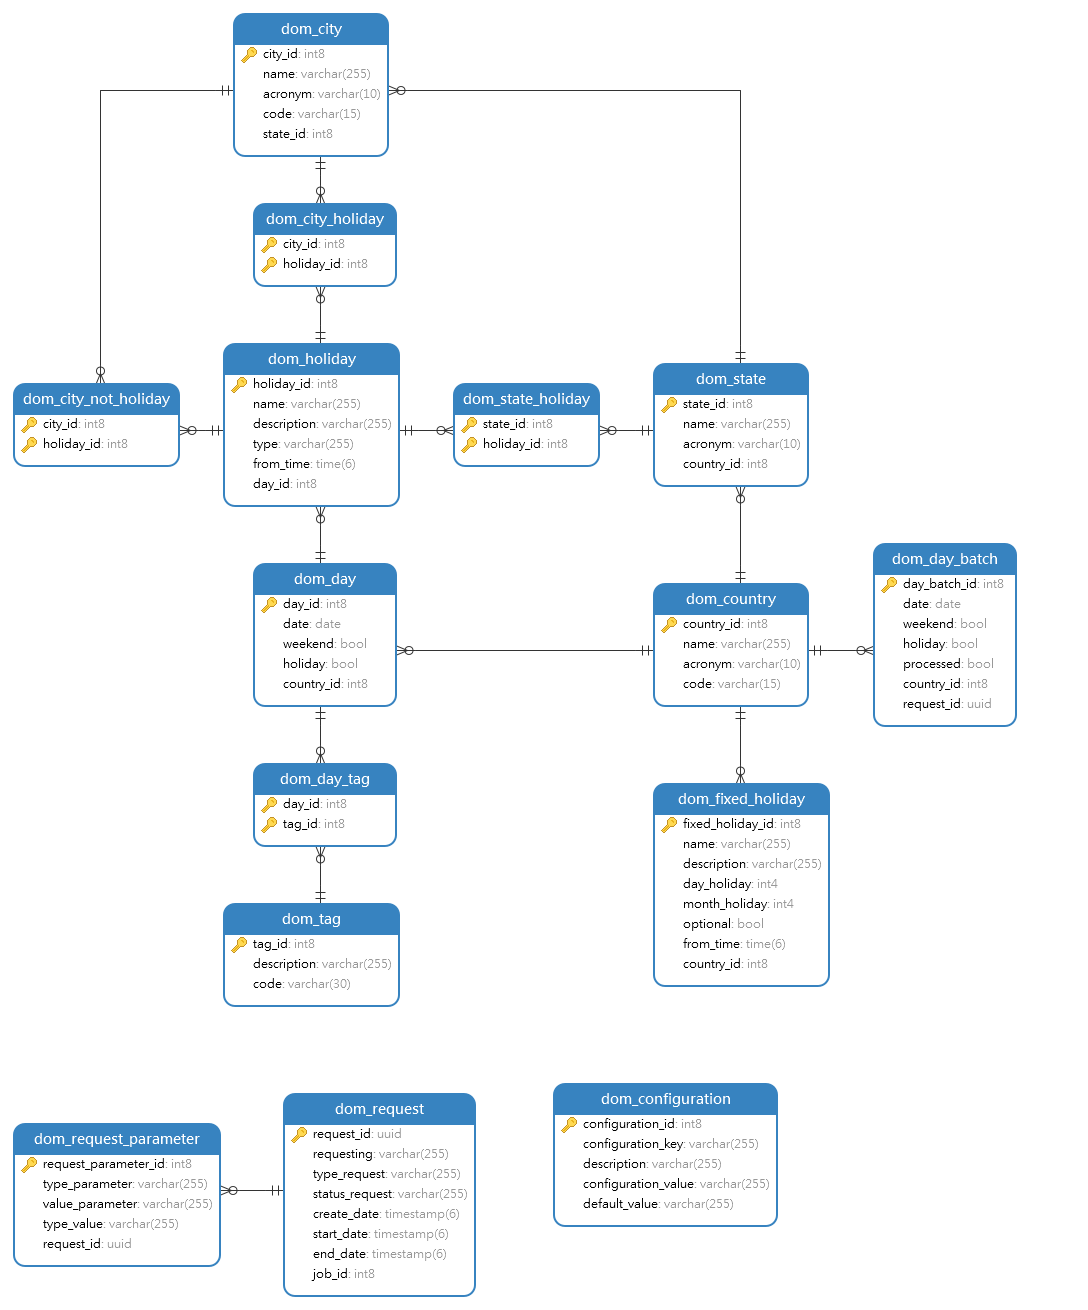 dom_city
city_id: int8
name: varchar(255)
acronym: varchar(10)
code: varchar(15)
state_id: int8
dom_city_holiday
city_id: int8
holiday_id: int8
dom_holiday
holiday_id: int8
name: varchar(255)
description: varchar(255)
type: varchar(255)
from_time: time(6)
day_id: int8
dom_city_not_holiday
city_id: int8
holiday_id: int8
dom_state_holiday
state_id: int8
holiday_id: int8
dom_state
state_id: int8
name: varchar(255)
acronym: varchar(10)
country_id: int8
dom_day
day_id: int8
date: date
weekend: bool
holiday: bool
country_id: int8
dom_country
country_id: int8
name: varchar(255)
acronym: varchar(10)
code: varchar(15)
dom_day_batch
day_batch_id: int8
date: date
weekend: bool
holiday: bool
processed: bool
country_id: int8
request_id: uuid
dom_day_tag
day_id: int8
tag_id: int8
dom_fixed_holiday
fixed_holiday_id: int8
name: varchar(255)
description: varchar(255)
day_holiday: int4
month_holiday: int4
optional: bool
from_time: time(6)
country_id: int8
dom_tag
tag_id: int8
description: varchar(255)
code: varchar(30)
dom_request_parameter
request_parameter_id: int8
type_parameter: varchar(255)
value_parameter: varchar(255)
type_value: varchar(255)
request_id: uuid
dom_request
request_id: uuid
requesting: varchar(255)
type_request: varchar(255)
status_request: varchar(255)
create_date: timestamp(6)
start_date: timestamp(6)
end_date: timestamp(6)
job_id: int8
dom_configuration
configuration_id: int8
configuration_key: varchar(255)
description: varchar(255)
configuration_value: varchar(255)
default_value: varchar(255)